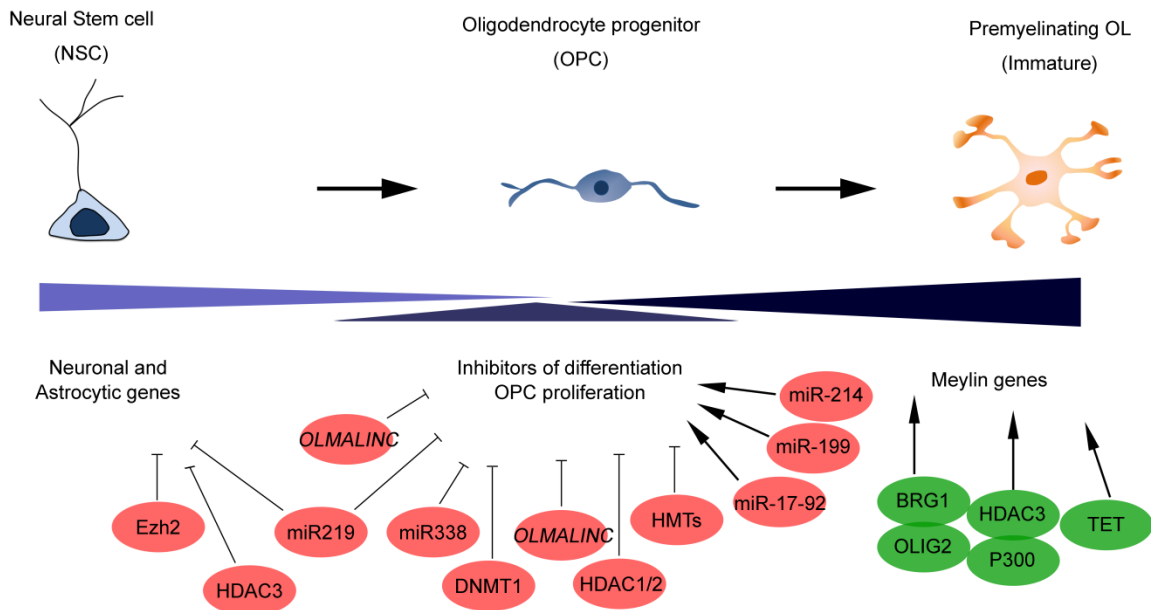 Neural Stem cell
(NSC)
Oligodendrocyte progenitor
(OPC)
Premyelinating OL
(Immature)
Neuronal and
Astrocytic genes
Inhibitors of differentiation
OPC proliferation
Meylin genes
miR-214
OLMALINC
miR-199
miR-17-92
BRG1
HDAC3
TET
Ezh2
miR219
miR338
OLMALINC
HMTs
OLIG2
P300
HDAC3
DNMT1
HDAC1/2